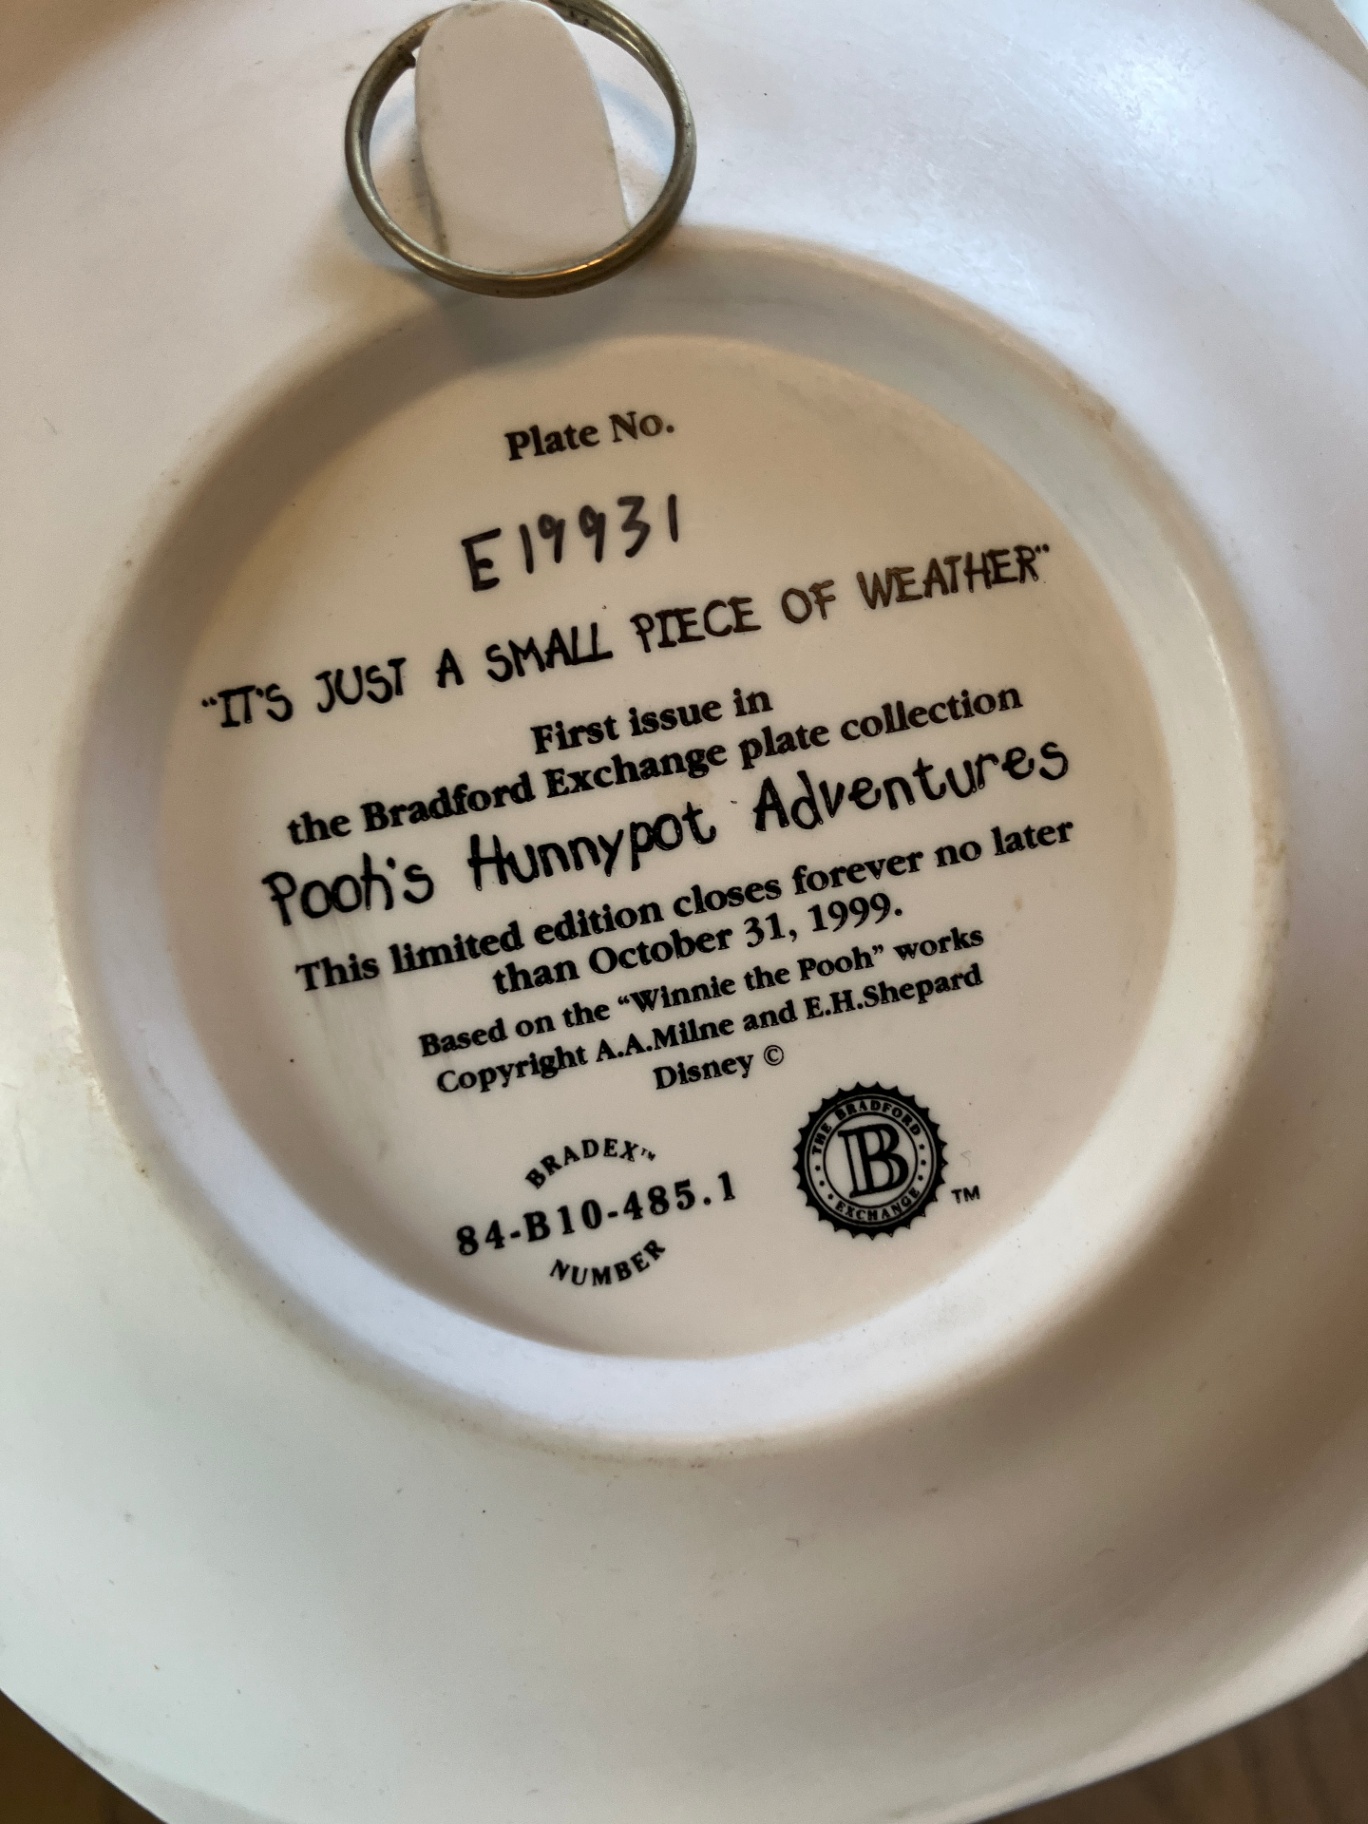 Plate No.
E19931
"IT'S JUST A SMALL PIECE OF WEATHER"
First issue in
the Bradford Exchange plate collection
Pooh's Hunnypot Adventures
This limited edition closes forever no later
than October 31, 1999.
Based on the “Winnie the Pooh” works
Copyright A.A.Milne and E.H.Shepard
Disney ©
BRADEX™
84-B10-485.1
NUMBER
THE BRADFORD
B
EXCHANGE
TM